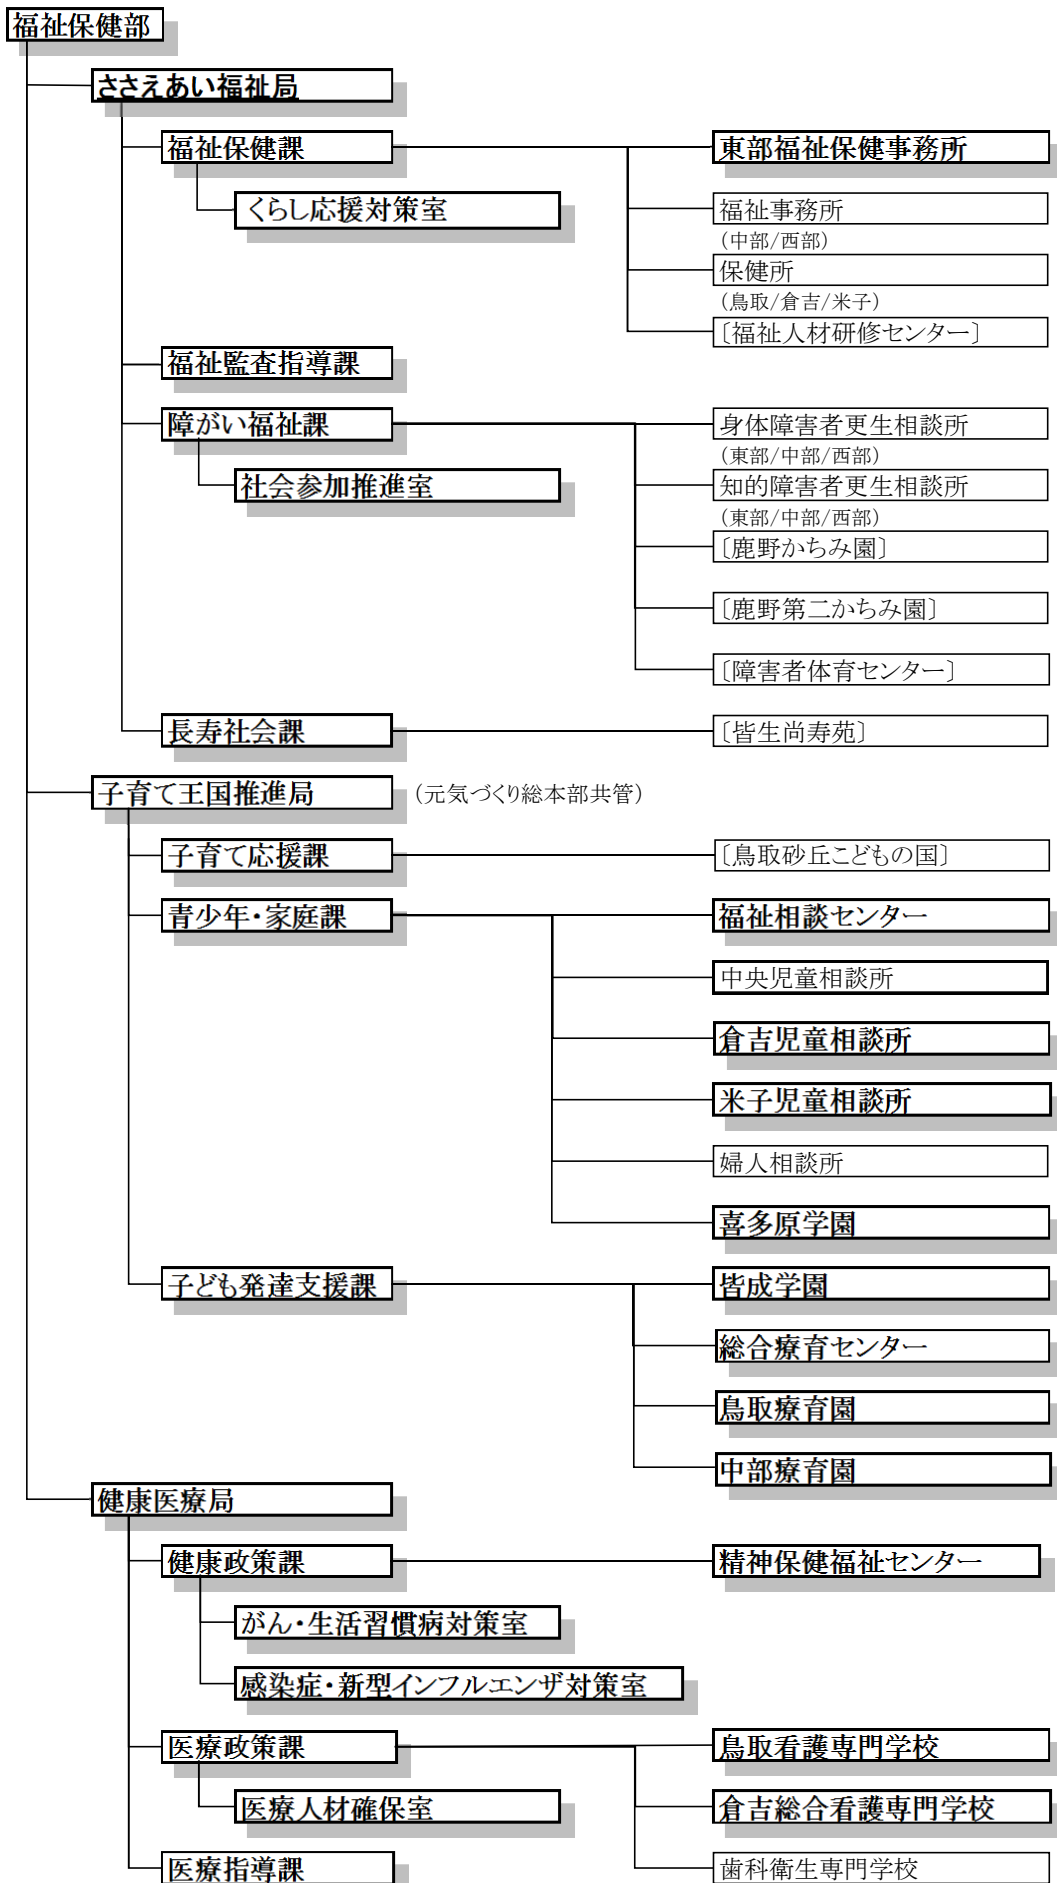 福祉保健部
ささえあい福祉局
福祉保健課
東部福祉保健事務所
くらし応援対策室
福祉事務所
（中部/西部）
保健所
（鳥取/倉吉/米子）
〔福祉人材研修センター〕
福祉監査指導課
障がい福祉課
身体障害者更生相談所
（東部/中部/西部）
社会参加推進室
知的障害者更生相談所
（東部/中部/西部）
〔鹿野かちみ園〕
〔鹿野第二かちみ園〕
〔障害者体育センター〕
長寿社会課
〔皆生尚寿苑〕
子育て王国推進局
（元気づくり総本部共管）
子育て応援課
〔鳥取砂丘こどもの国〕
青少年・家庭課
福祉相談センター
中央児童相談所
倉吉児童相談所
米子児童相談所
婦人相談所
喜多原学園
子ども発達支援課
皆成学園
総合療育センター
鳥取療育園
中部療育園
健康医療局
健康政策課
精神保健福祉センター
がん・生活習慣病対策室
感染症・新型インフルエンザ対策室
医療政策課
鳥取看護専門学校
医療人材確保室
倉吉総合看護専門学校
医療指導課
歯科衛生専門学校